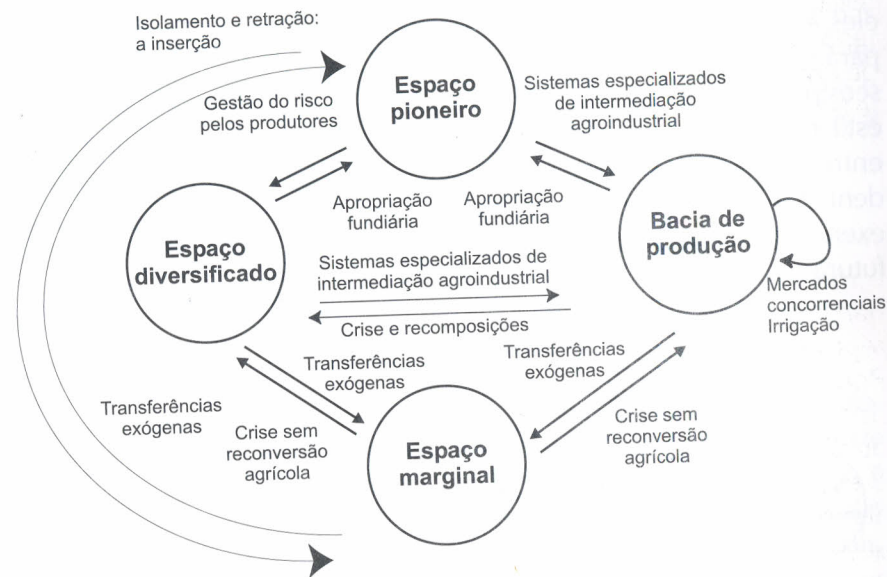 Isolamento e retração:
a inserção
Espaço
pioneiro
Gestão do risco
pelos produtores
Sistemas especializados
de intermediação
agroindustrial
Apropriação
fundiária
Apropriação
fundiária
Espaço
diversificado
Bacia de
produção
Sistemas especializados de
intermediação agroindustrial
Crise e recomposições
Mercados
concorrenciais
Irrigação
Transferências
exógenas
Transferências
exógenas
Transferências
exógenas
Crise sem
reconversão
agrícola
Espaço
marginal
Crise sem
reconversão
agrícola